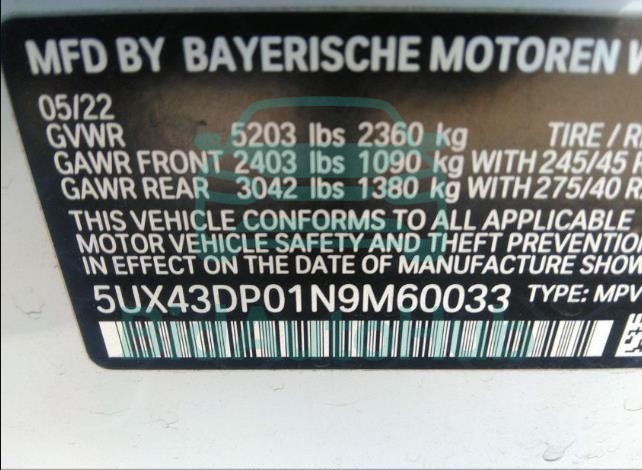 MFD BY BAYERISCHE MOTOREN W
05/22
GVWR 5203 lbs 2360 kg TIRE / RI
GAWR FRONT 2403 lbs 1090 kg WITH 245/45
GAWR REAR 3042 lbs 1380 kg WITH 275/40 R
THIS VEHICLE CONFORMS TO ALL APPLICABLE
MOTOR VEHICLE SAFETY AND THEFT PREVENTION
IN EFFECT ON THE DATE OF MANUFACTURE SHOW
5UX43DP01N9M60033 TYPE: MPV